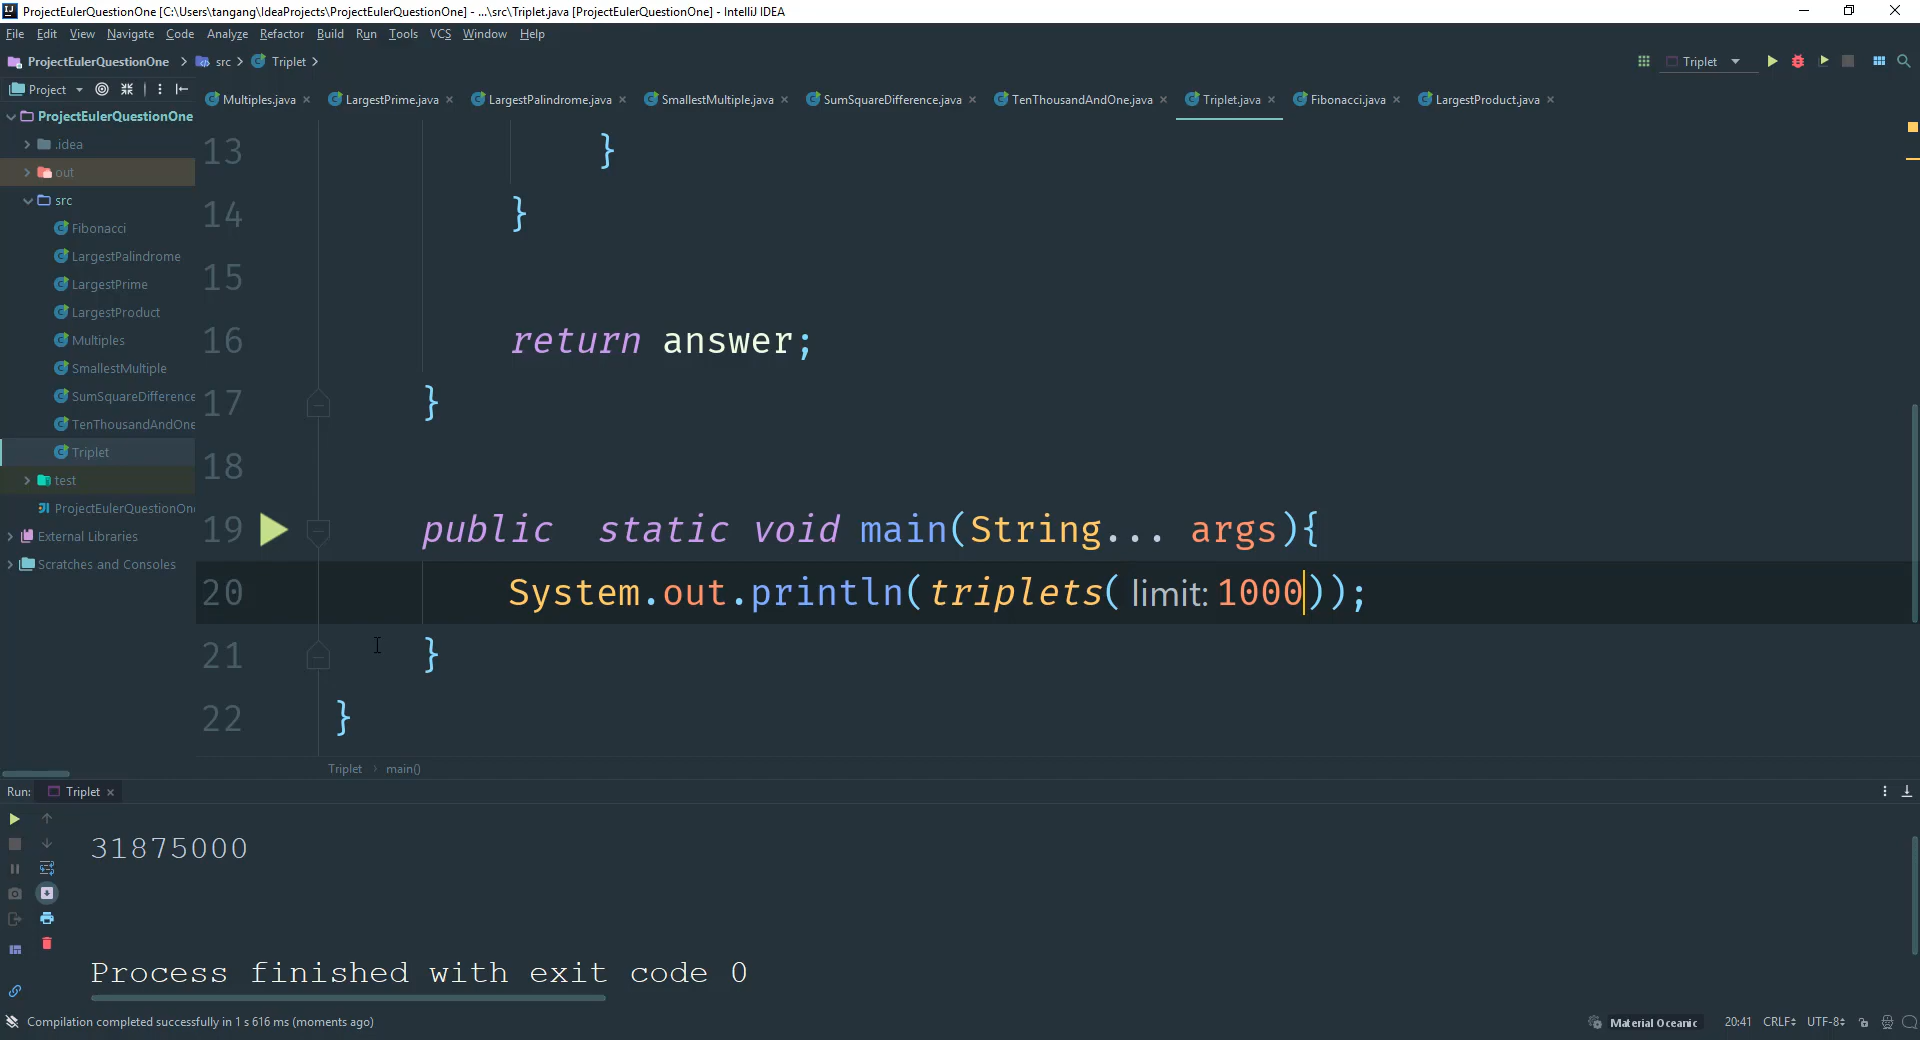 ProjectEulerQuestionOne [C:\Users\tangang\IdeaProjects\ProjectEulerQuestionOne] - ...\src\Triplet.java [ProjectEulerQuestionOne] - IntelliJ IDEA
File Edit View Navigate Code Analyze Refactor Build Run Tools VCS Window Help
ProjectEulerQuestionOne src Triplet
Triplet
Project
Multiples.java LargestPrime.java LargestPalindrome.java SmallestMultiple.java SumSquareDifference.java TenThousandAndOne.java Triplet.java Fibonacci.java LargestProduct.java
ProjectEulerQuestionOne
.idea
out
src
Fibonacci
LargestPalindrome
LargestPrime
LargestProduct
Multiples
SmallestMultiple
SumSquareDifference
TenThousandAndOne
Triplet
test
ProjectEulerQuestionOn
External Libraries
Scratches and Consoles
13 }
14 }
15
16 return answer;
17 }
18
19 public  static void main(String... args){
20 System.out.println(triplets( limit: 1000));
21 }
22 }
Triplet main()
Run: Triplet
31875000
Process finished with exit code 0
Compilation completed successfully in 1 s 616 ms (moments ago)
Material Oceanic 20:41 CRLF UTF-8